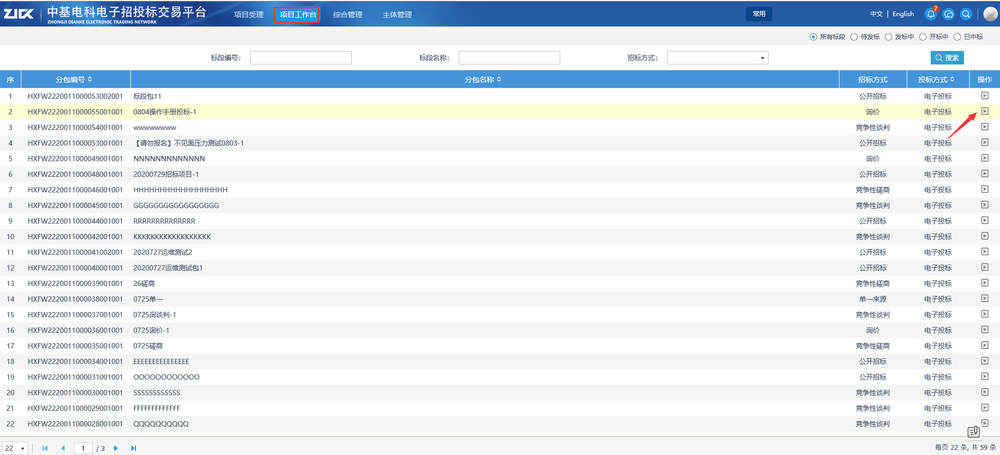 ZJDK 中基电科电子招投标交易平台 项目受理 项目工作台 综合管理 主体管理 常用 中文 | English 7
ZHONGJI DIANKE ELECTRONIC TRADING NETWORK
所有标段 待发标 发标中 开标中 已中标
标段编号： 标段名称： 招标方式： 搜索
序 分包编号 分包名称 招标方式 投标方式 操作
1 HXFW2220011000053002001 标段包11 公开招标 电子投标
2 HXFW2220011000055001001 0804操作手册投标-1 询价 电子投标
3 HXFW2220011000054001001 wwwwwwww 竞争性谈判 电子投标
4 HXFW2220011000053001001 【请勿报名】不见面压力测试0803-1 公开招标 电子投标
5 HXFW2220011000049001001 NNNNNNNNNNNNN 询价 电子投标
6 HXFW2220011000048001001 20200729招标项目-1 公开招标 电子投标
7 HXFW2220011000046001001 HHHHHHHHHHHHHHHHHH 竞争性磋商 电子投标
8 HXFW2220011000045001001 GGGGGGGGGGGGGGGGG 竞争性谈判 电子投标
9 HXFW2220011000044001001 RRRRRRRRRRRRRR 公开招标 电子投标
10 HXFW2220011000042001001 KKKKKKKKKKKKKKKKKK 竞争性谈判 电子投标
11 HXFW2220011000041002001 2020727运维测试2 公开招标 电子投标
12 HXFW2220011000040001001 20200727运维测试包1 公开招标 电子投标
13 HXFW2220011000039001001 26磋商 竞争性磋商 电子投标
14 HXFW2220011000038001001 0725单一 单一来源 电子投标
15 HXFW2220011000037001001 0725询谈判-1 竞争性谈判 电子投标
16 HXFW2220011000036001001 0725询价-1 询价 电子投标
17 HXFW2220011000035001001 0725磋商 竞争性磋商 电子投标
18 HXFW2220011000034001001 EEEEEEEEEEEEEEE 公开招标 电子投标
19 HXFW2220011000031001001 OOOOOOOOOOOO 公开招标 电子投标
20 HXFW2220011000030001001 SSSSSSSSSSSS 竞争性谈判 电子投标
21 HXFW2220011000029001001 FFFFFFFFFFFFF 竞争性谈判 电子投标
22 HXFW2220011000028001001 QQQQQQQQQQ 竞争性谈判 电子投标
22 1 / 3 每页 22 条, 共 59 条